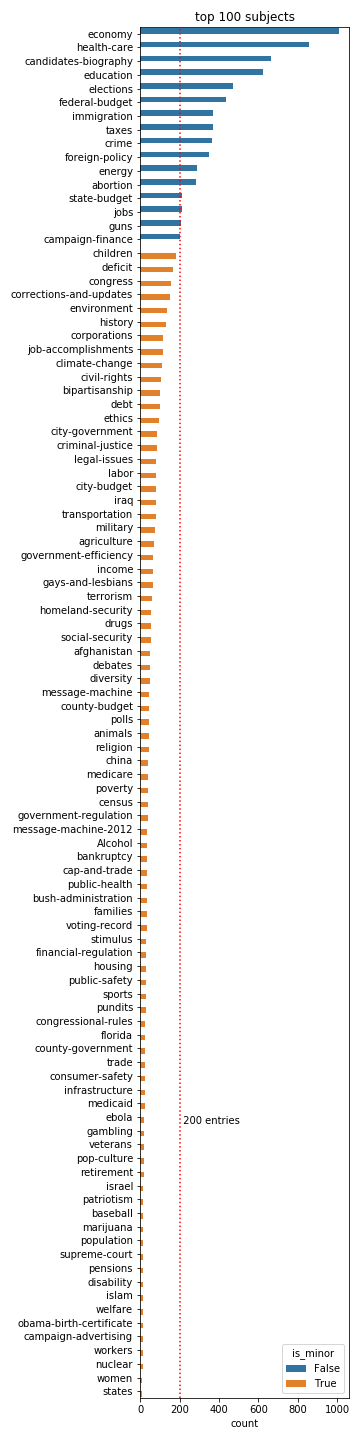 top 100 subjects
economy
health-care
candidates-biography
education
elections
federal-budget
immigration
taxes
crime
foreign-policy
energy
abortion
state-budget
jobs
guns
campaign-finance
children
deficit
congress
corrections-and-updates
environment
history
corporations
job-accomplishments
climate-change
civil-rights
bipartisanship
debt
ethics
city-government
criminal-justice
legal-issues
labor
city-budget
iraq
transportation
military
agriculture
government-efficiency
income
gays-and-lesbians
terrorism
homeland-security
drugs
social-security
afghanistan
debates
diversity
message-machine
county-budget
polls
animals
religion
china
medicare
poverty
census
government-regulation
message-machine-2012
Alcohol
bankruptcy
cap-and-trade
public-health
bush-administration
families
voting-record
stimulus
financial-regulation
housing
public-safety
sports
pundits
congressional-rules
florida
county-government
trade
consumer-safety
infrastructure
medicaid
ebola
200 entries
gambling
veterans
pop-culture
retirement
israel
patriotism
baseball
marijuana
population
supreme-court
pensions
disability
islam
welfare
obama-birth-certificate
campaign-advertising
workers
nuclear
women
states
is_minor
False
True
0 200 400 600 800 1000
count